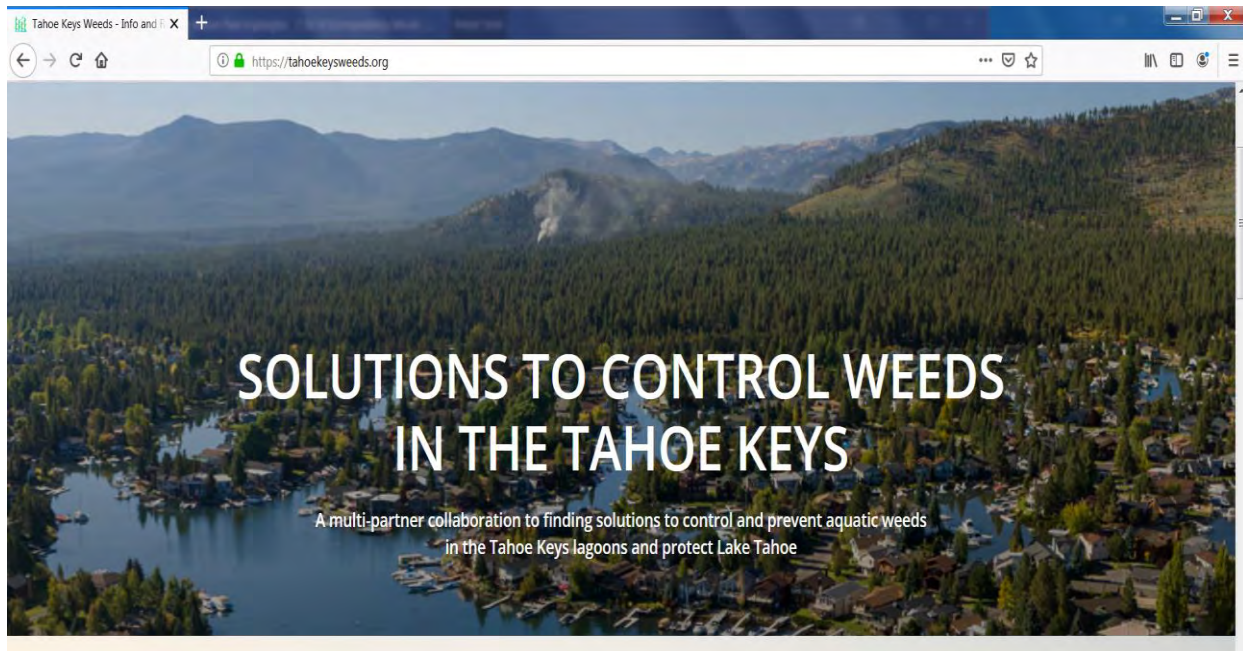 Tahoe Keys Weeds - Info and
https://tahoekeysweeds.org
SOLUTIONS TO CONTROL WEEDS
IN THE TAHOE KEYS
A multi-partner collaboration to finding solutions to control and prevent aquatic weeds
in the Tahoe Keys lagoons and protect Lake Tahoe